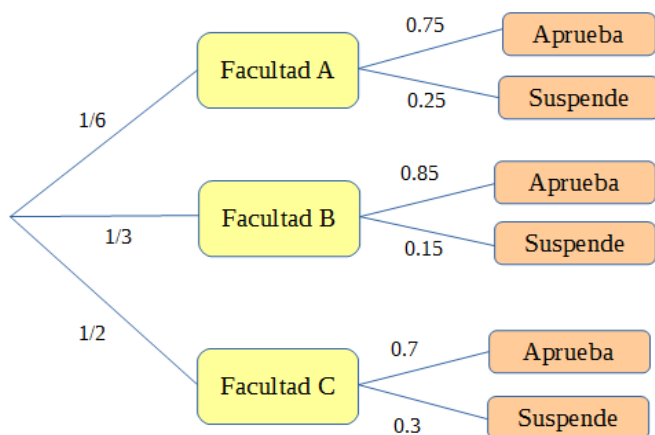 0.75
Aprueba
Facultad A
1/6
0.25
Suspende
0.85
Aprueba
1/3
Facultad B
0.15
Suspende
1/2
0.7
Aprueba
Facultad C
0.3
Suspende